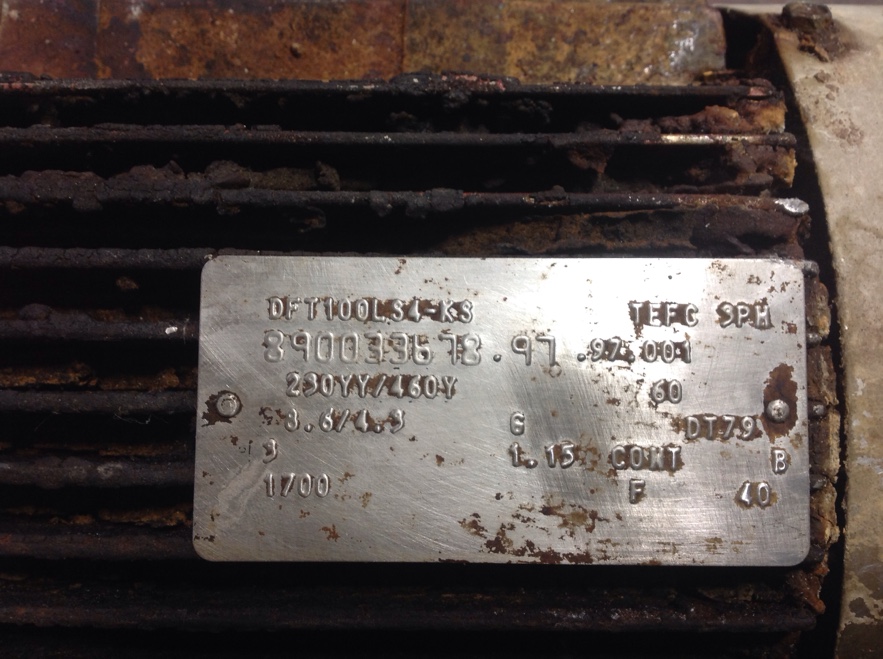 DFT100LS4-KS TEFC 3PH
890033678.97 .97.001
230YY/460Y 60
8.6/4.3 G DT79
3 1.15 CONT B
1700 F 40